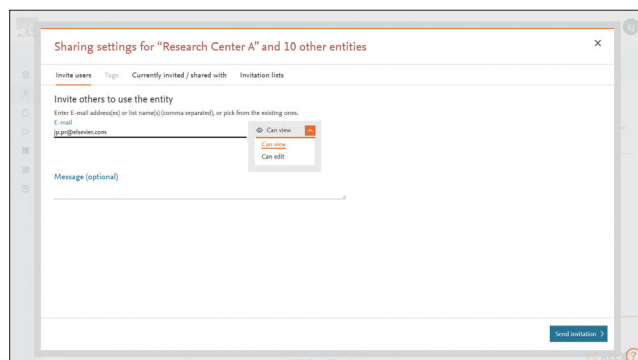 Sharing settings for “Research Center A” and 10 other entities
Invite users Tags Currently invited / shared with Invitation lists
Invite others to use the entity
Enter E-mail address(es) or list name(s) (comma separated), or pick from the existing ones.
E-mail
jp.pr@elsevier.com
Can view
Can view
Can edit
Message (optional)
Send invitation